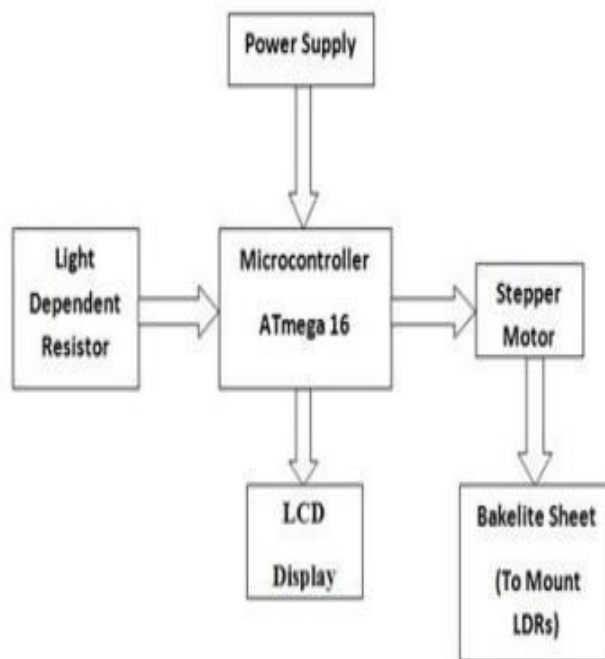 Power Supply
Light
Dependent
Resistor
Microcontroller
ATmega 16
Stepper
Motor
LCD
Display
Bakelite Sheet
(To Mount
LDRs)